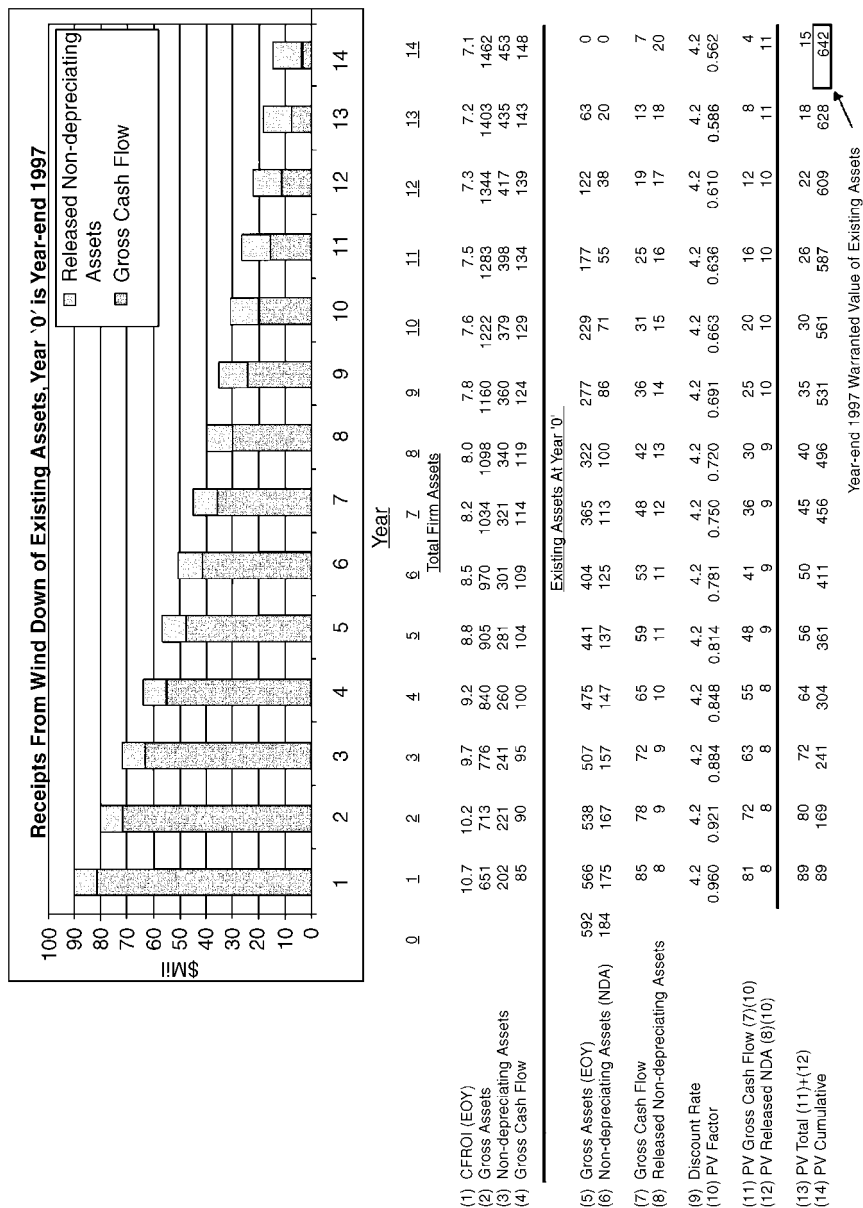 Receipts From Wind Down of Existing Assets, Year ‘0’ is Year-end 1997
Released Non-depreciating
Assets
Gross Cash Flow
$Mil
100
90
80
70
60
50
40
30
20
10
0
1 2 3 4 5 6 7 8 9 10 11 12 13 14
Year
0 1 2 3 4 5 6 7 8 9 10 11 12 13 14
Total Firm Assets
(1) CFROI (EOY) 10.7 10.2 9.7 9.2 8.8 8.5 8.2 8.0 7.8 7.6 7.5 7.3 7.2 7.1
(2) Gross Assets 651 713 776 840 905 970 1034 1098 1160 1222 1283 1344 1403 1462
(3) Non-depreciating Assets 202 221 241 260 281 301 321 340 360 379 398 417 435 453
(4) Gross Cash Flow 85 90 95 100 104 109 114 119 124 129 134 139 143 148
Existing Assets At Year '0'
(5) Gross Assets (EOY) 592 566 538 507 475 441 404 365 322 277 229 177 122 63 0
(6) Non-depreciating Assets (NDA) 184 175 167 157 147 137 125 113 100 86 71 55 38 20 0
(7) Gross Cash Flow 85 78 72 65 59 53 48 42 36 31 25 19 13 7
(8) Released Non-depreciating Assets 8 9 9 10 11 11 12 13 14 15 16 17 18 20
(9) Discount Rate 4.2 4.2 4.2 4.2 4.2 4.2 4.2 4.2 4.2 4.2 4.2 4.2 4.2 4.2
(10) PV Factor 0.960 0.921 0.884 0.848 0.814 0.781 0.750 0.720 0.691 0.663 0.636 0.610 0.586 0.562
(11) PV Gross Cash Flow (7)(10) 81 72 63 55 48 41 36 30 25 20 16 12 8 4
(12) PV Released NDA (8)(10) 8 8 8 8 9 9 9 9 10 10 10 10 11 11
(13) PV Total (11)+(12) 89 80 72 64 56 50 45 40 35 30 26 22 18 15
(14) PV Cumulative 89 169 241 304 361 411 456 496 531 561 587 609 628 642
Year-end 1997 Warranted Value of Existing Assets